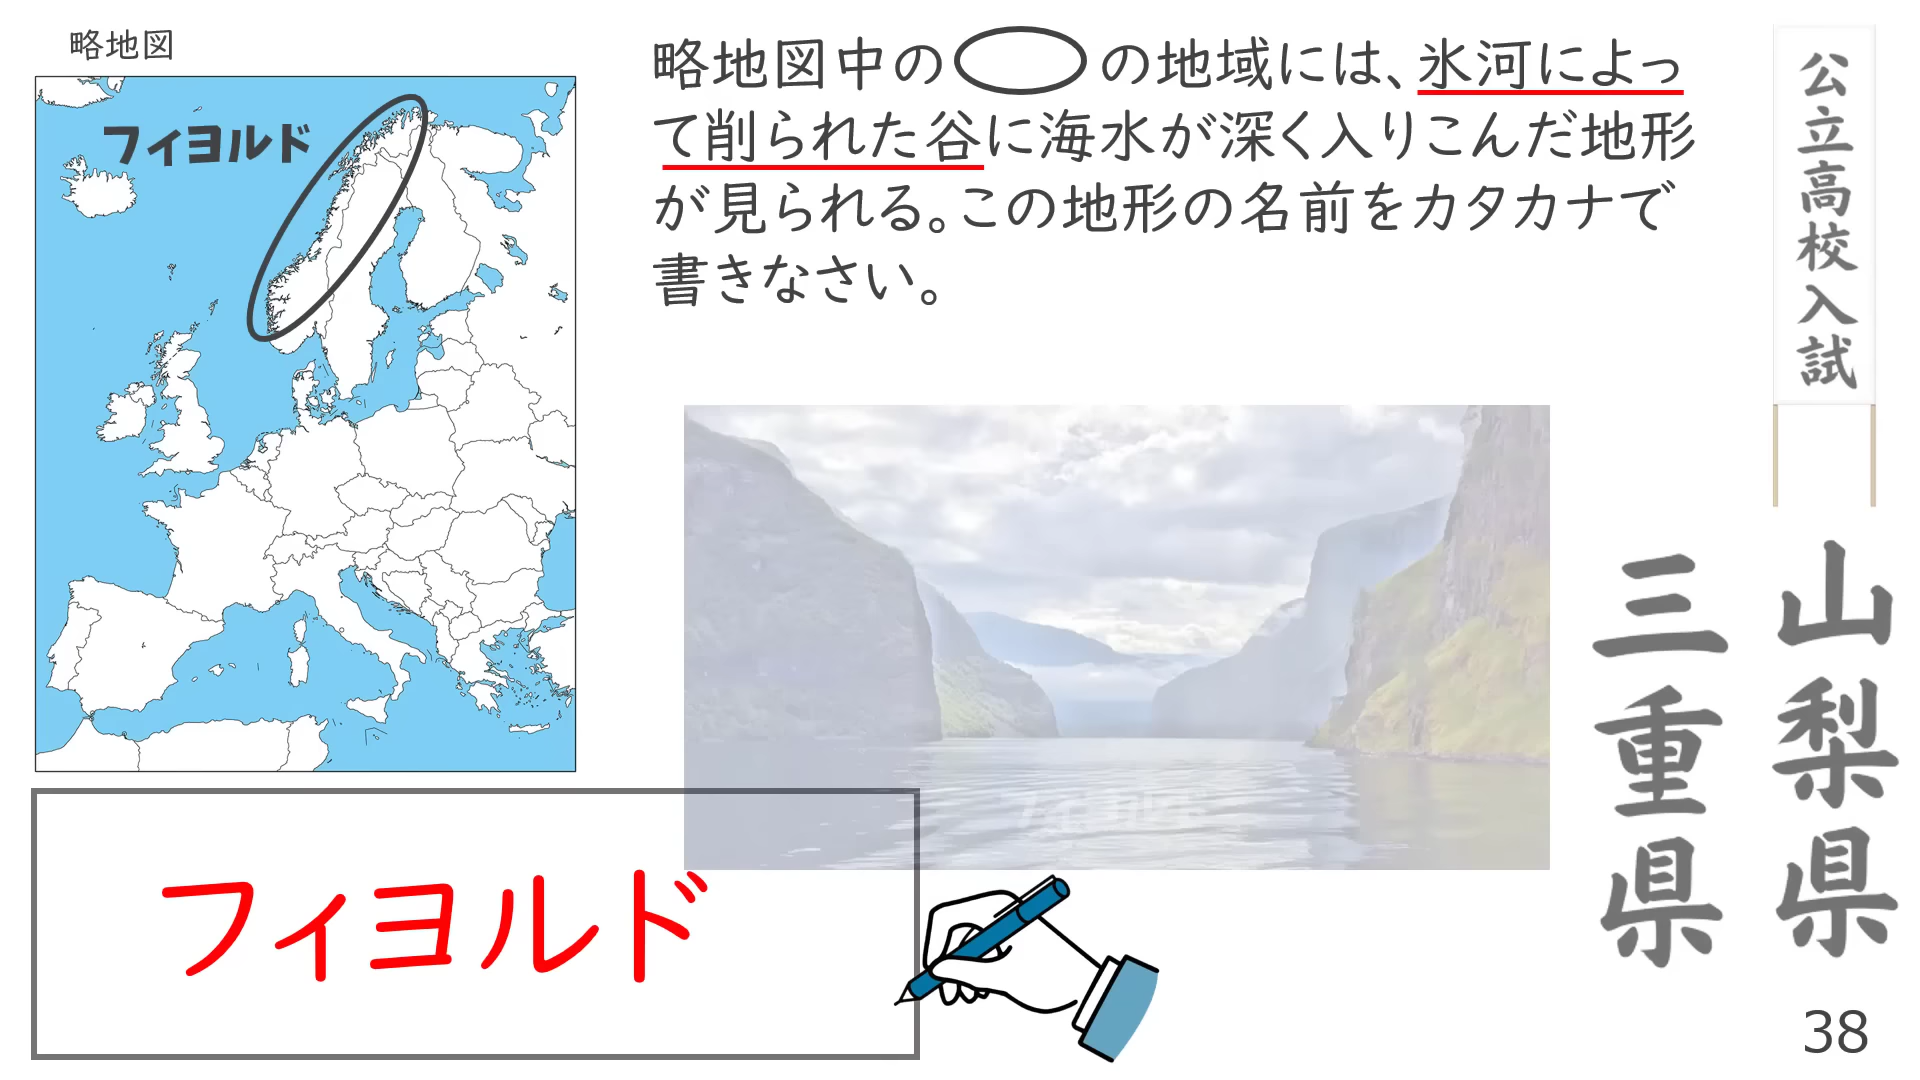 略地図
フィヨルド
略地図中の の地域には、氷河によっ
て削られた谷に海水が深く入りこんだ地形
が見られる。この地形の名前をカタカナで
書きなさい。
公立高校入試
山梨県
三重県
フィヨルド
38